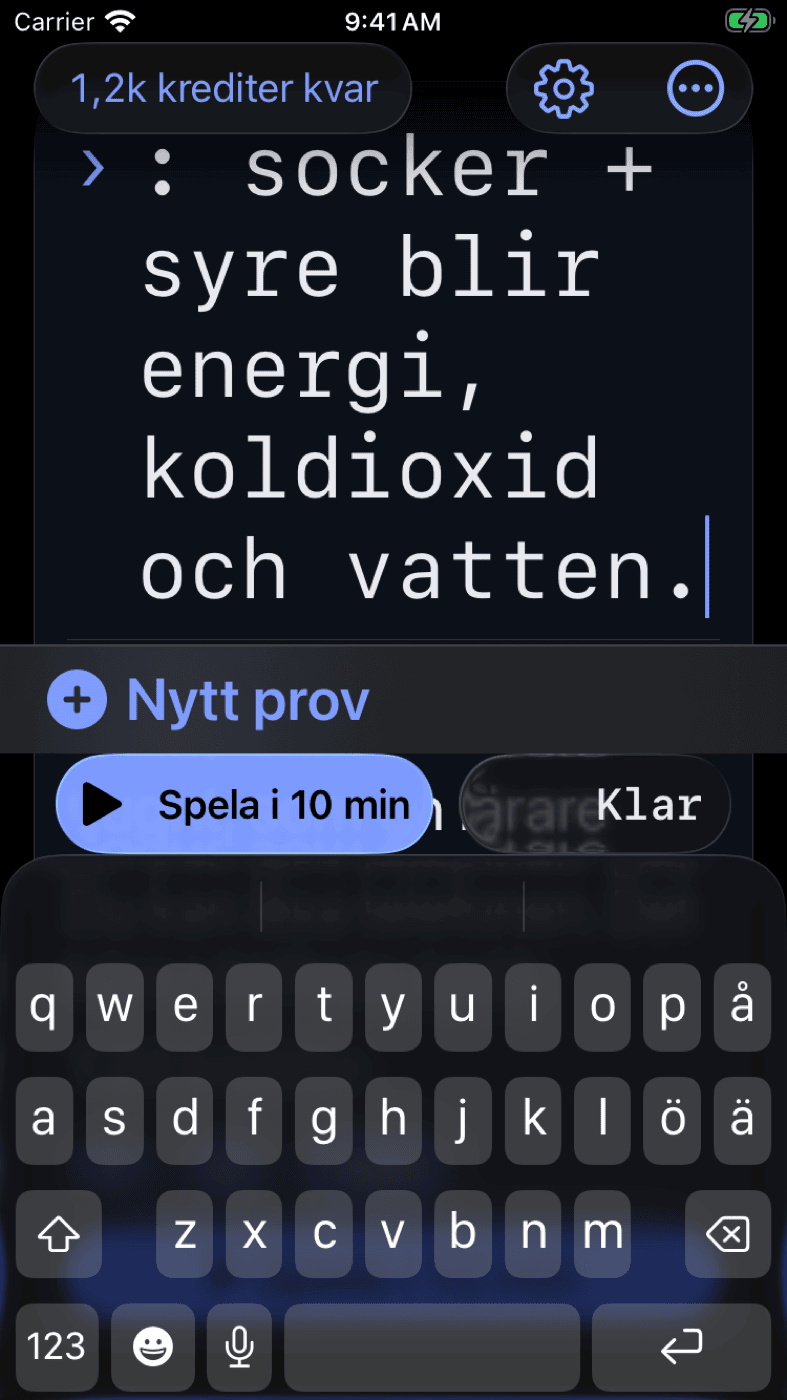 Carrier 9:41 AM
1,2k krediter kvar
: socker +
syre blir
energi,
koldioxid
och vatten.
Nytt prov
Spela i 10 min Klar
q w e r t y u i o p å
a s d f g h j k l ö ä
z x c v b n m
123